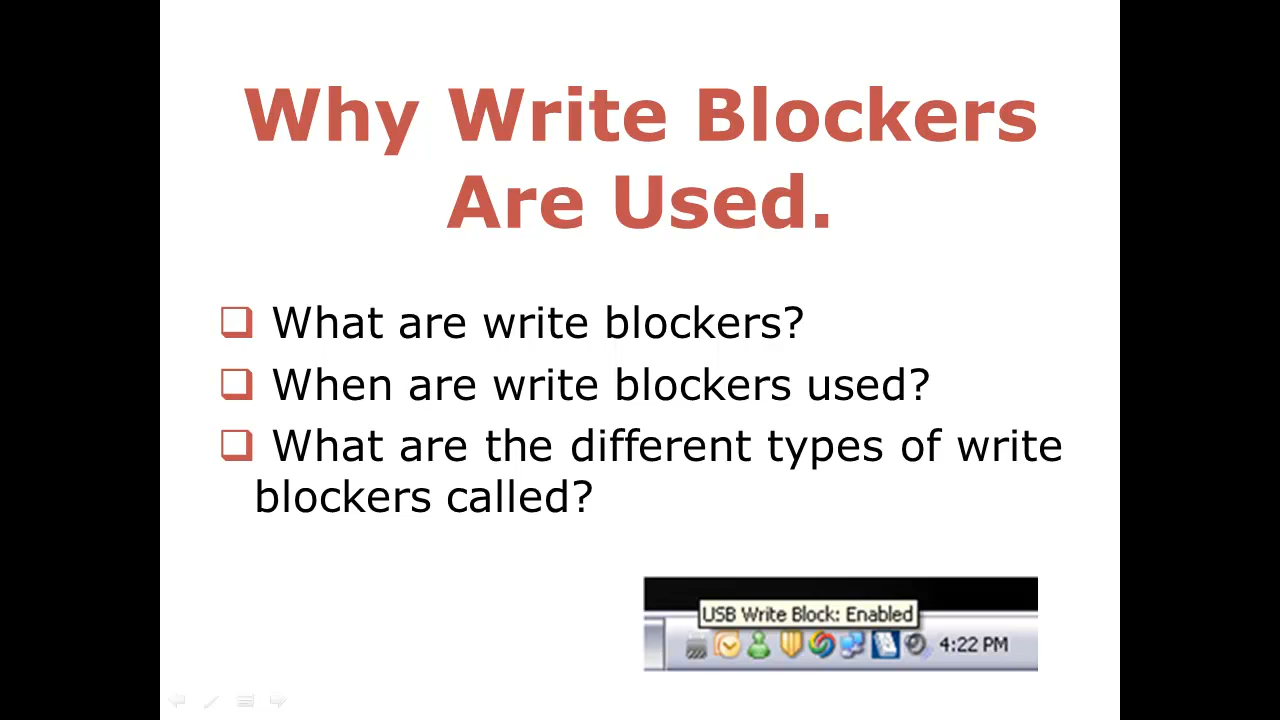 Why Write Blockers
Are Used.
❑ What are write blockers?
❑ When are write blockers used?
❑ What are the different types of write
blockers called?
USB Write Block: Enabled
4:22 PM